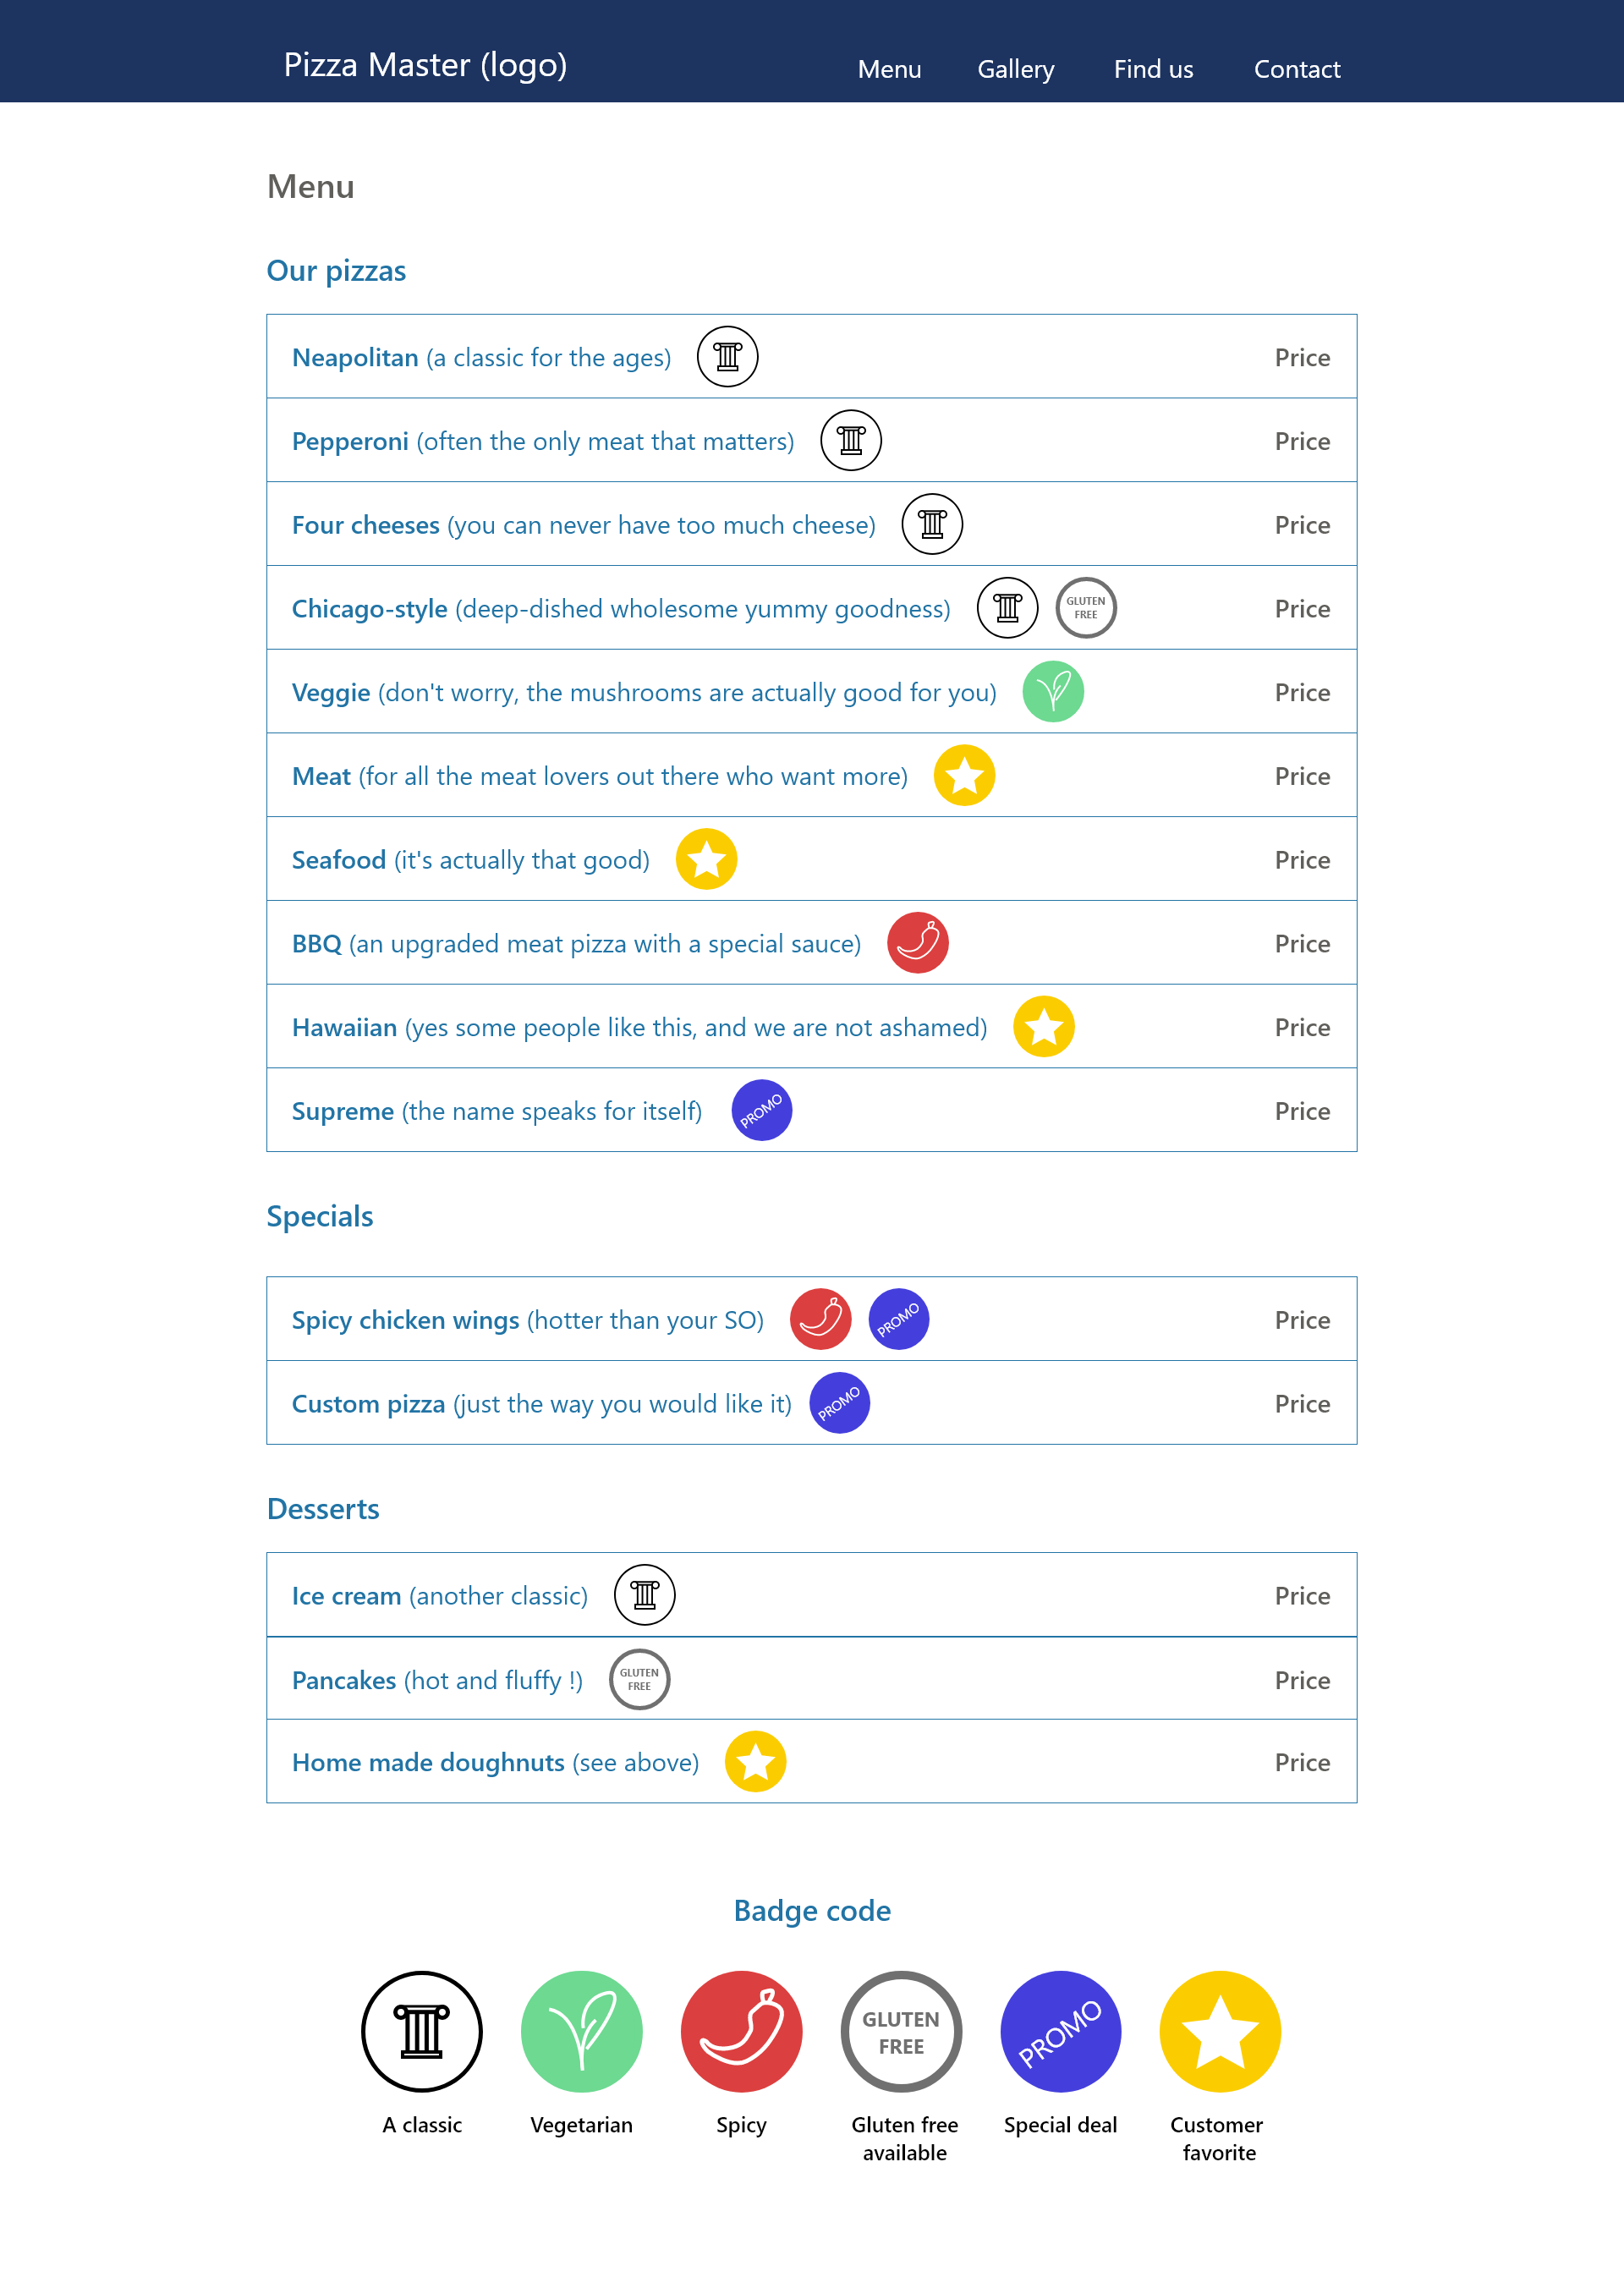 Pizza Master (logo) Menu Gallery Find us Contact
Menu
Our pizzas
Neapolitan (a classic for the ages) Price
Pepperoni (often the only meat that matters) Price
Four cheeses (you can never have too much cheese) Price
Chicago-style (deep-dished wholesome yummy goodness) GLUTEN FREE Price
Veggie (don't worry, the mushrooms are actually good for you) Price
Meat (for all the meat lovers out there who want more) Price
Seafood (it's actually that good) Price
BBQ (an upgraded meat pizza with a special sauce) Price
Hawaiian (yes some people like this, and we are not ashamed) Price
Supreme (the name speaks for itself) PROMO Price
Specials
Spicy chicken wings (hotter than your SO) PROMO Price
Custom pizza (just the way you would like it) PROMO Price
Desserts
Ice cream (another classic) Price
Pancakes (hot and fluffy !) GLUTEN FREE Price
Home made doughnuts (see above) Price
Badge code
GLUTEN
FREE
PROMO
A classic
Vegetarian
Spicy
Gluten free
available
Special deal
Customer
favorite